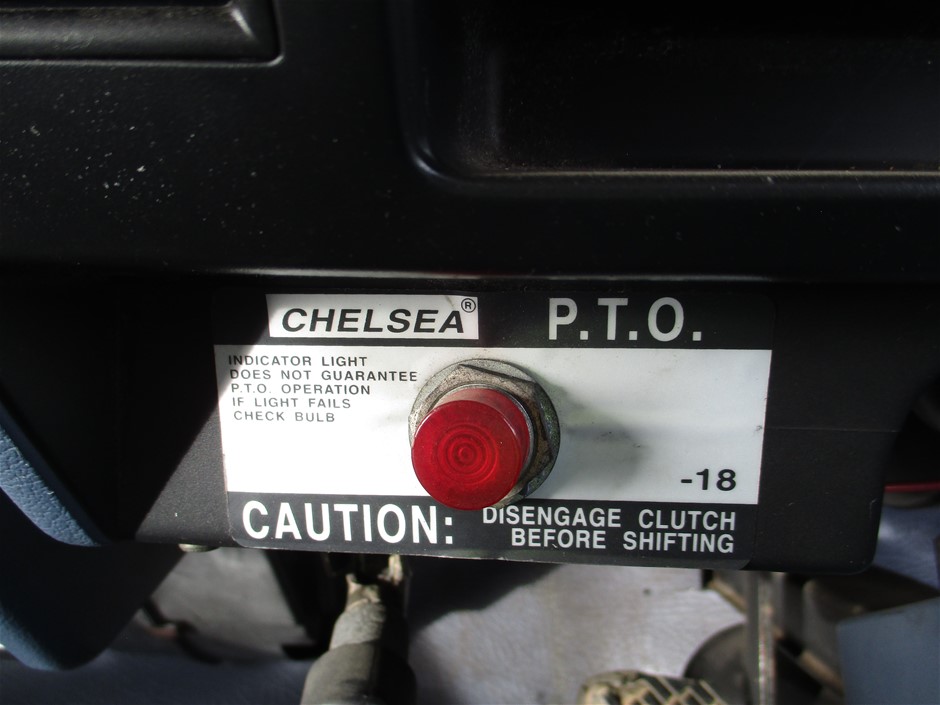 CHELSEA® P.T.O.
INDICATOR LIGHT
DOES NOT GUARANTEE
P.T.O. OPERATION
IF LIGHT FAILS
CHECK BULB
-18
CAUTION: DISENGAGE CLUTCH
BEFORE SHIFTING